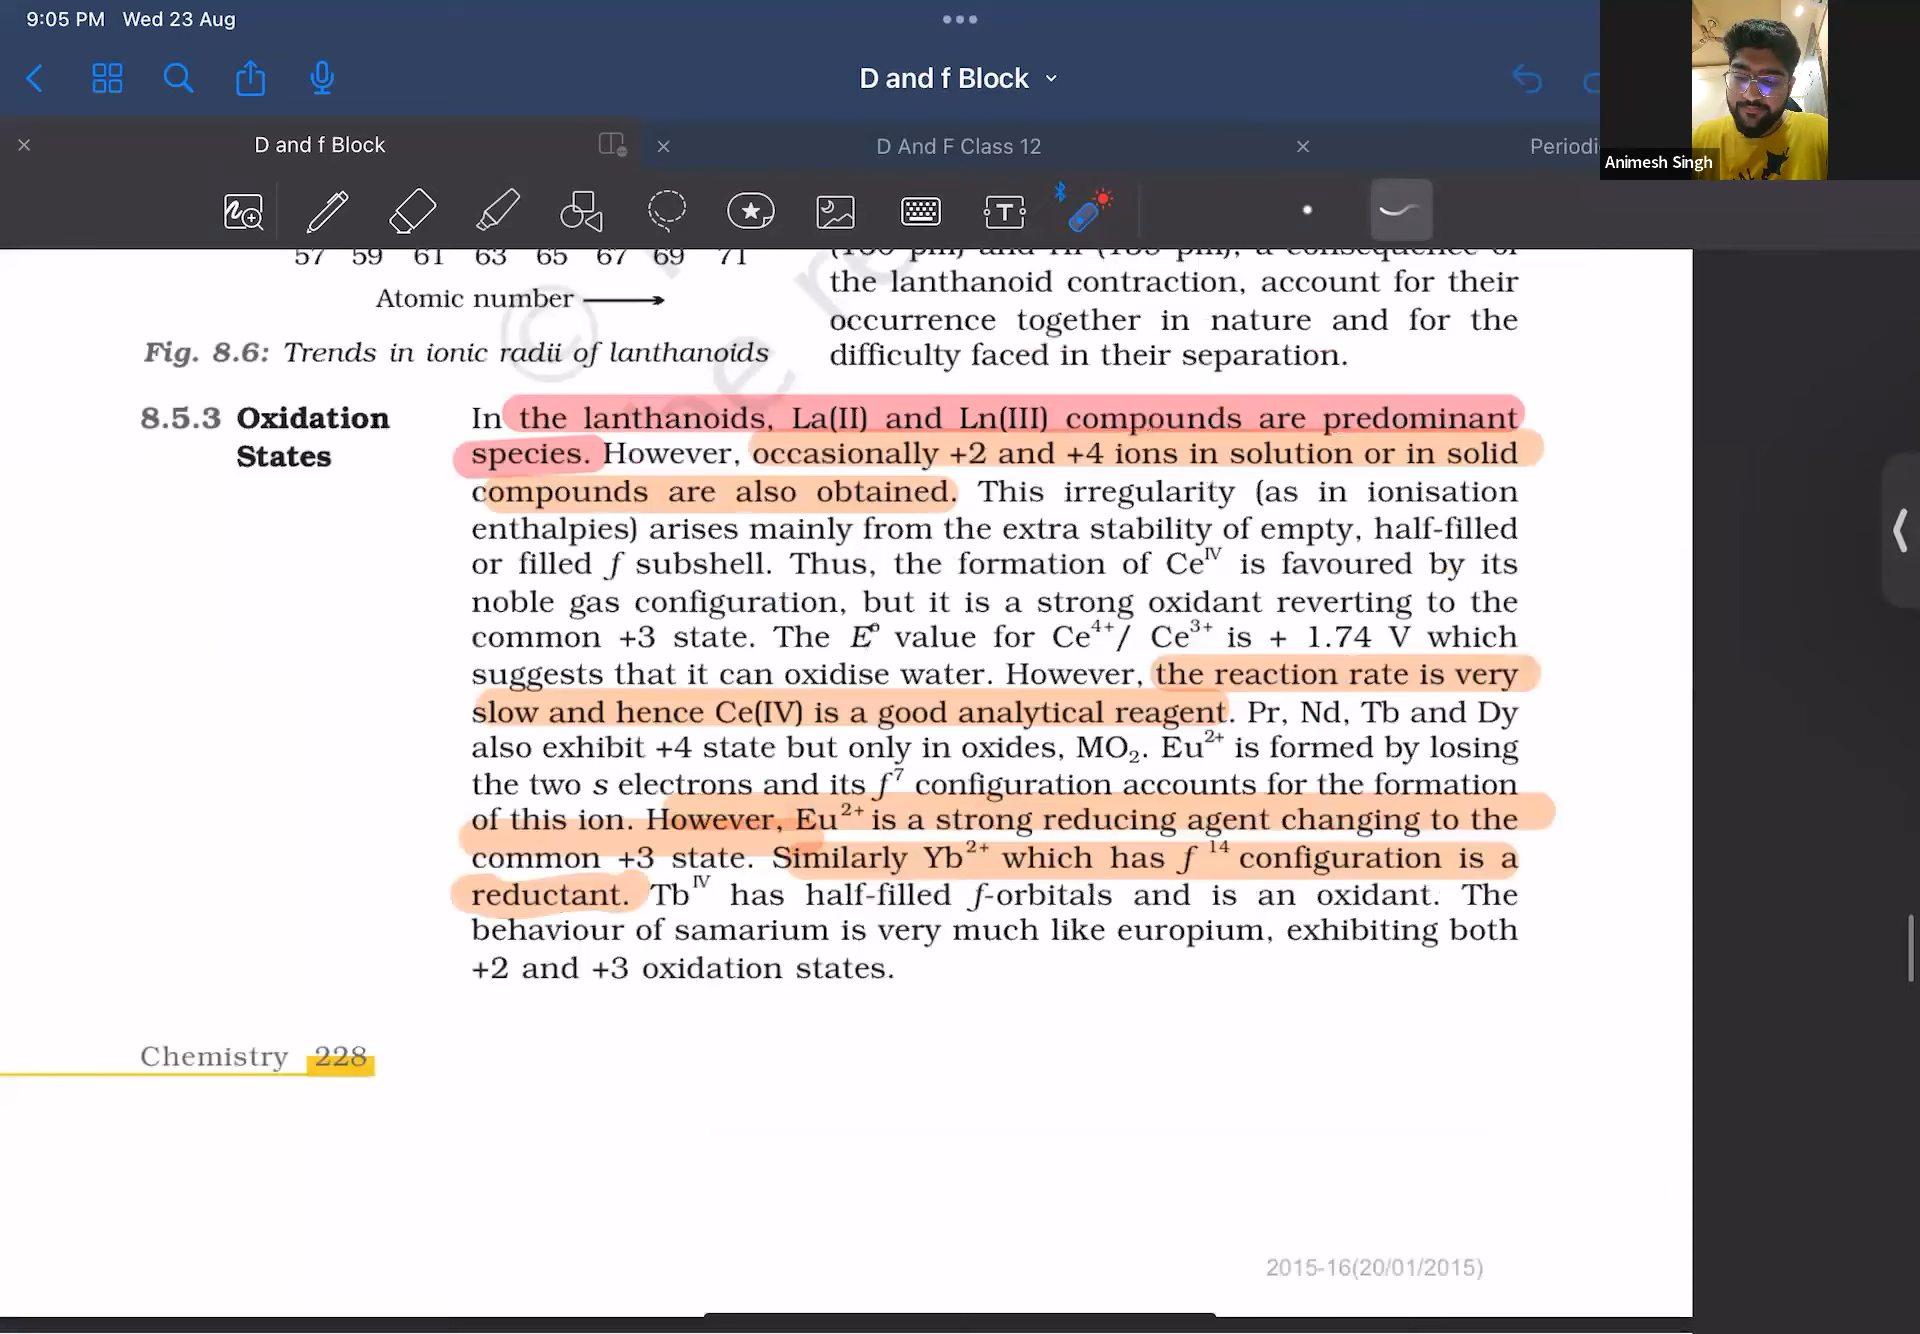 9:05 PM Wed 23 Aug
D and f Block
D and f Block
D And F Class 12
Periodi
Animesh Singh
57 59 61 63 65 67 69 71
Atomic number
Fig. 8.6: Trends in ionic radii of lanthanoids
(160 pm) and Hf (159 pm), a consequence of
the lanthanoid contraction, account for their
occurrence together in nature and for the
difficulty faced in their separation.
8.5.3 Oxidation
States
In the lanthanoids, La(II) and Ln(III) compounds are predominant
species. However, occasionally +2 and +4 ions in solution or in solid
compounds are also obtained. This irregularity (as in ionisation
enthalpies) arises mainly from the extra stability of empty, half-filled
or filled f subshell. Thus, the formation of Ce^IV is favoured by its
noble gas configuration, but it is a strong oxidant reverting to the
common +3 state. The E° value for Ce⁴⁺/ Ce³⁺ is + 1.74 V which
suggests that it can oxidise water. However, the reaction rate is very
slow and hence Ce(IV) is a good analytical reagent. Pr, Nd, Tb and Dy
also exhibit +4 state but only in oxides, MO₂. Eu²⁺ is formed by losing
the two s electrons and its f⁷ configuration accounts for the formation
of this ion. However, Eu²⁺ is a strong reducing agent changing to the
common +3 state. Similarly Yb²⁺ which has f¹⁴ configuration is a
reductant. Tb^IV has half-filled f-orbitals and is an oxidant. The
behaviour of samarium is very much like europium, exhibiting both
+2 and +3 oxidation states.
Chemistry 228
2015-16(20/01/2015)